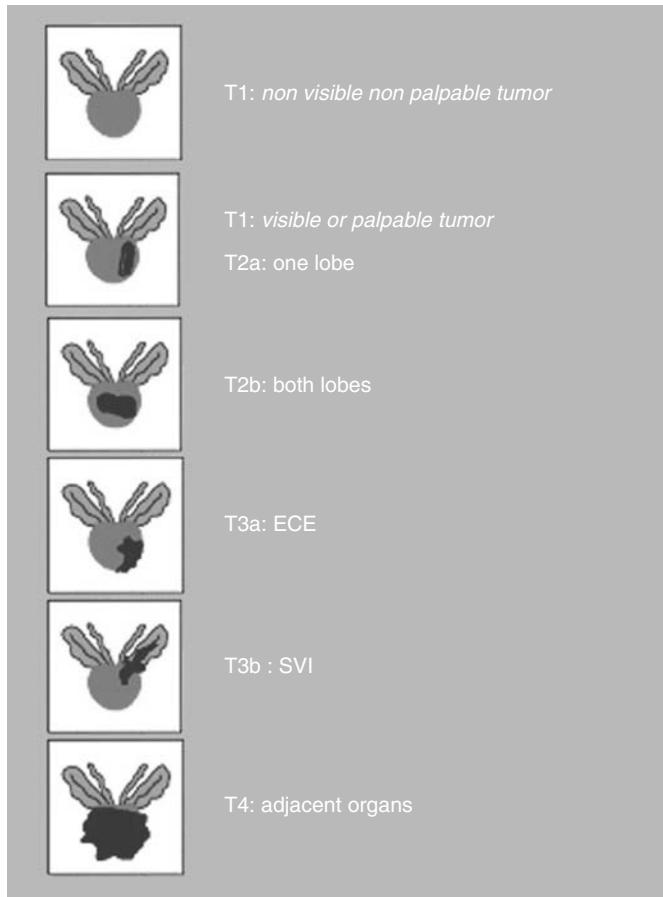 T1: non visible non palpable tumor
T1: visible or palpable tumor
T2a: one lobe
T2b: both lobes
T3a: ECE
T3b : SVI
T4: adjacent organs